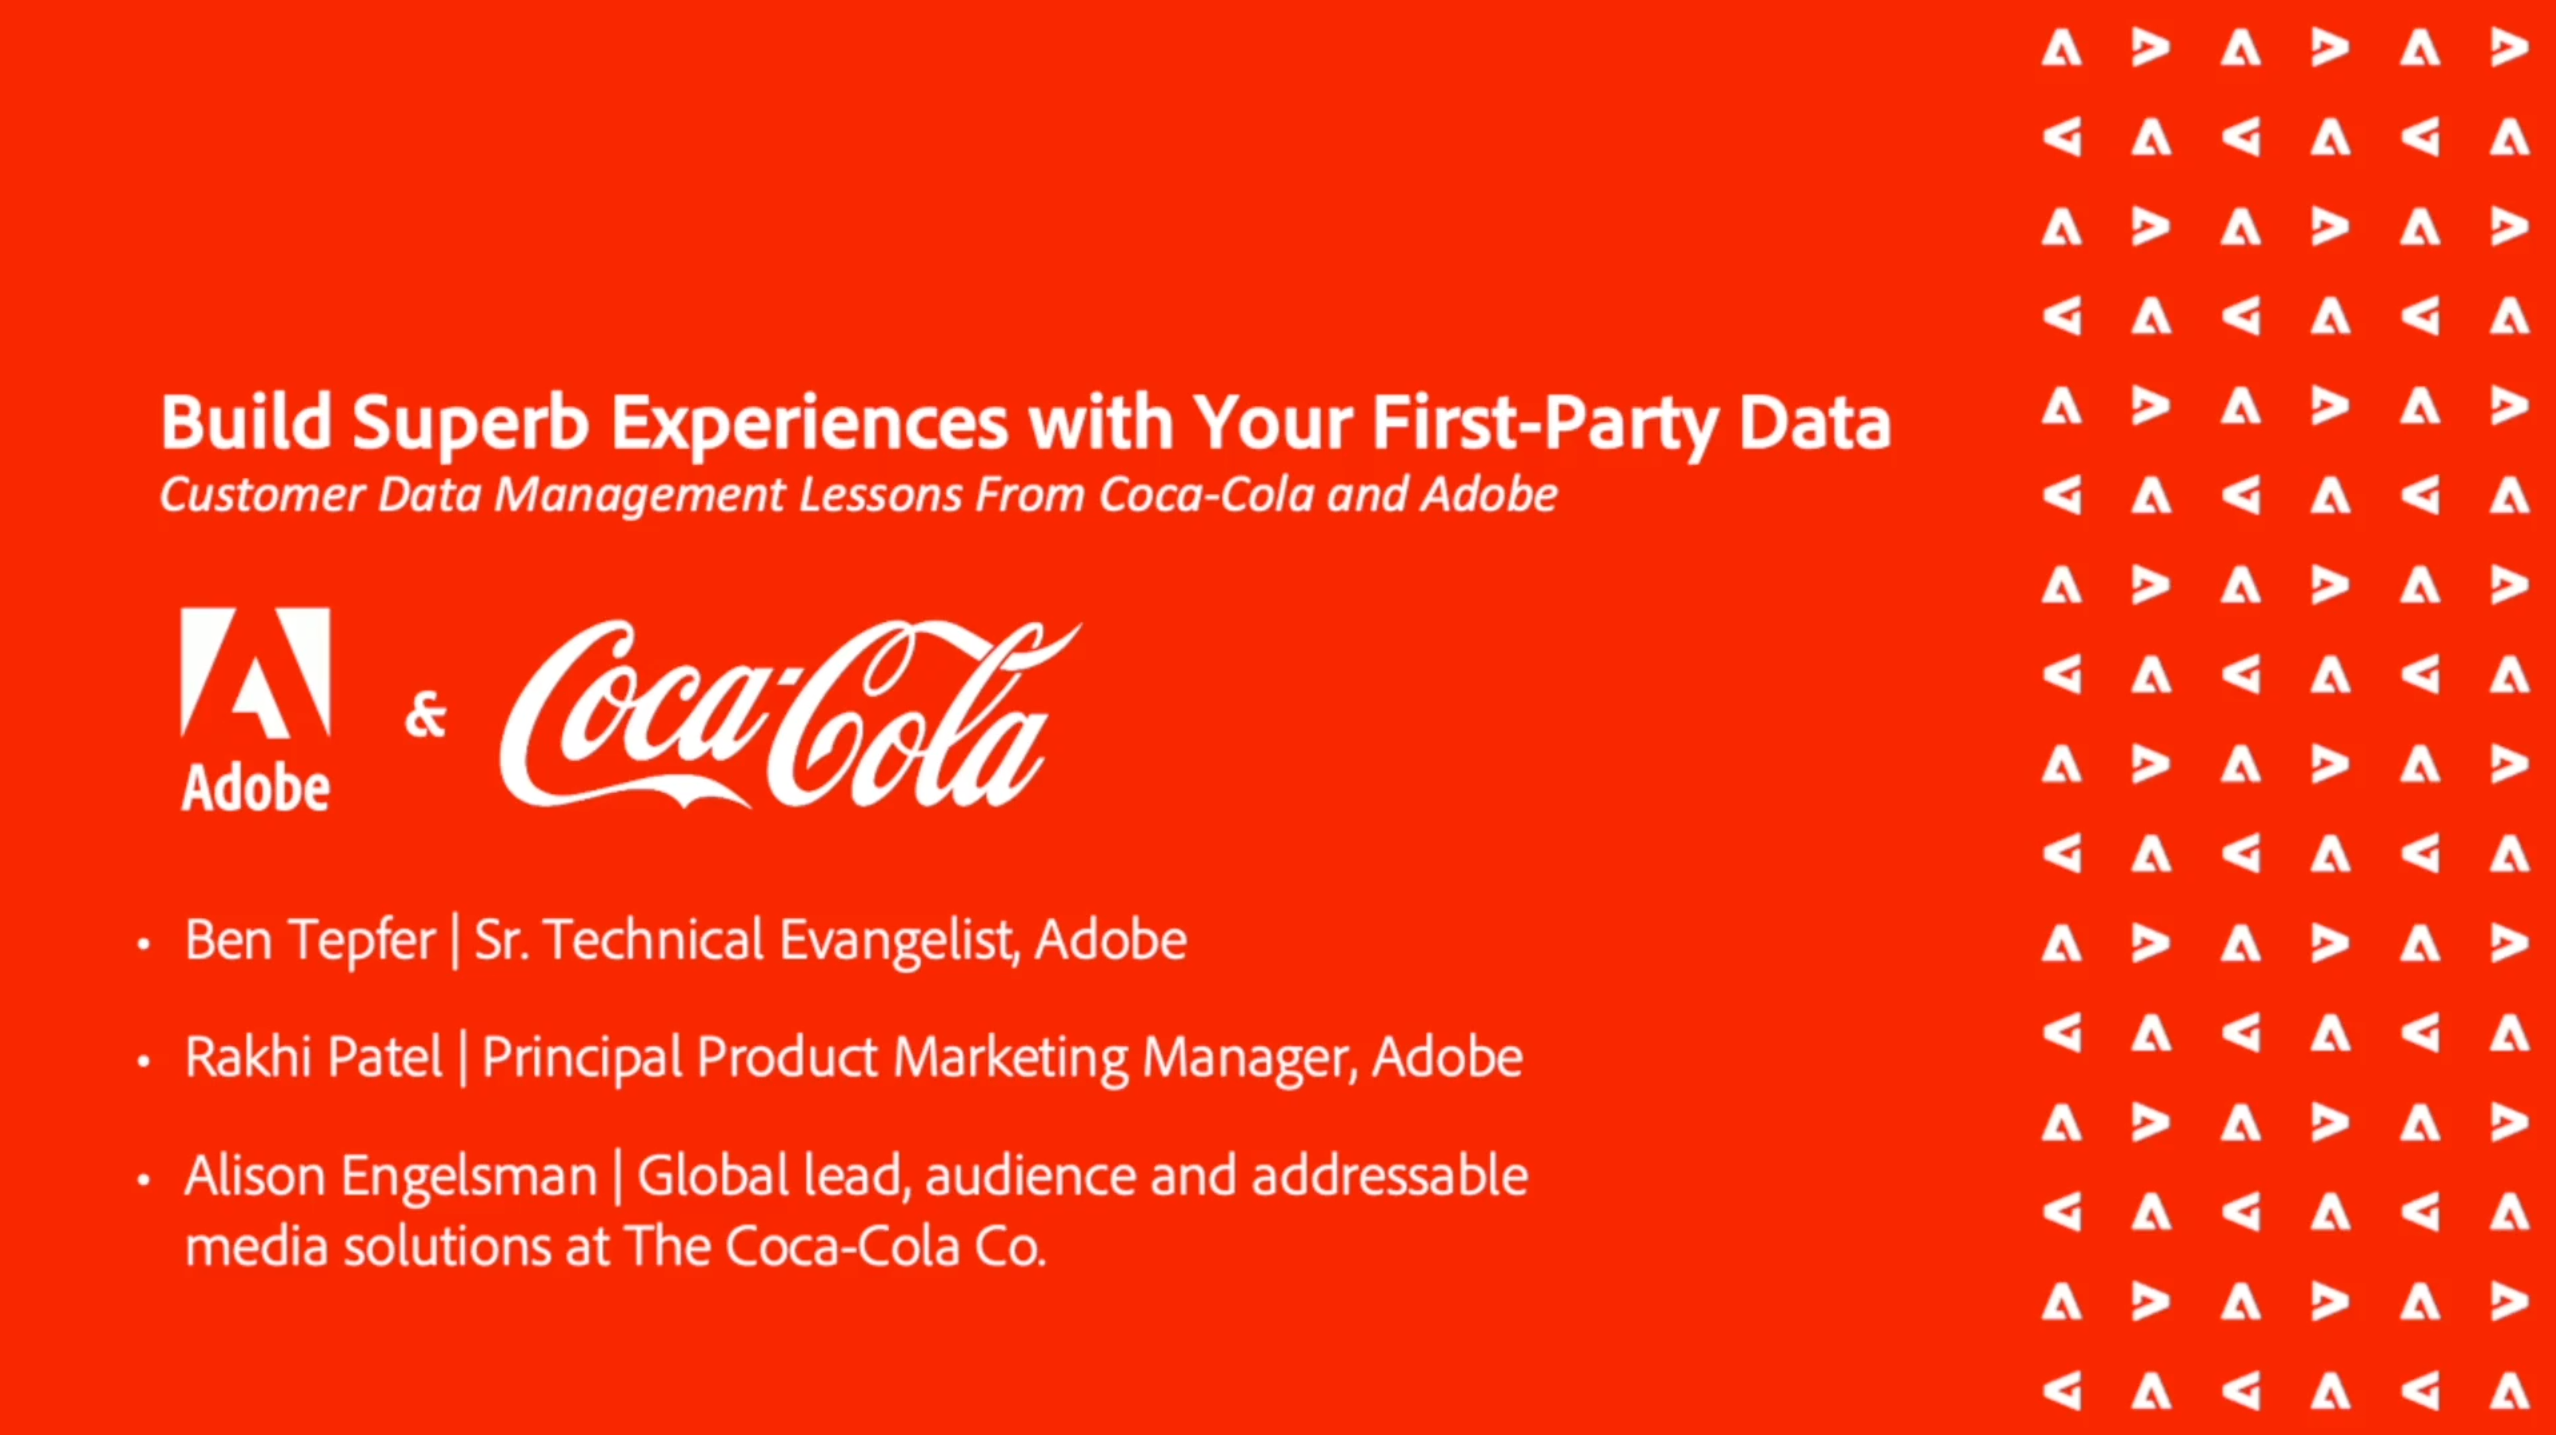 Build Superb Experiences with Your First-Party Data
Customer Data Management Lessons From Coca-Cola and Adobe
Adobe & Coca-Cola
• Ben Tepfer | Sr. Technical Evangelist, Adobe
• Rakhi Patel | Principal Product Marketing Manager, Adobe
• Alison Engelsman | Global lead, audience and addressable
media solutions at The Coca-Cola Co.